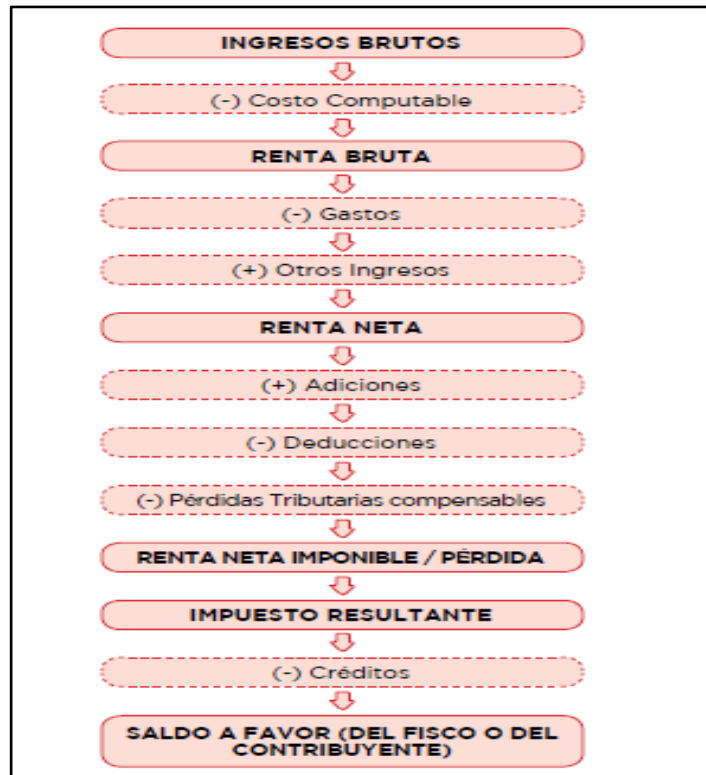 INGRESOS BRUTOS
(-) Costo Computable
RENTA BRUTA
(-) Gastos
(+) Otros Ingresos
RENTA NETA
(+) Adiciones
(-) Deducciones
(-) Pérdidas Tributarias compensables
RENTA NETA IMPONIBLE / PÉRDIDA
IMPUESTO RESULTANTE
(-) Créditos
SALDO A FAVOR (DEL FISCO O DEL
CONTRIBUYENTE)